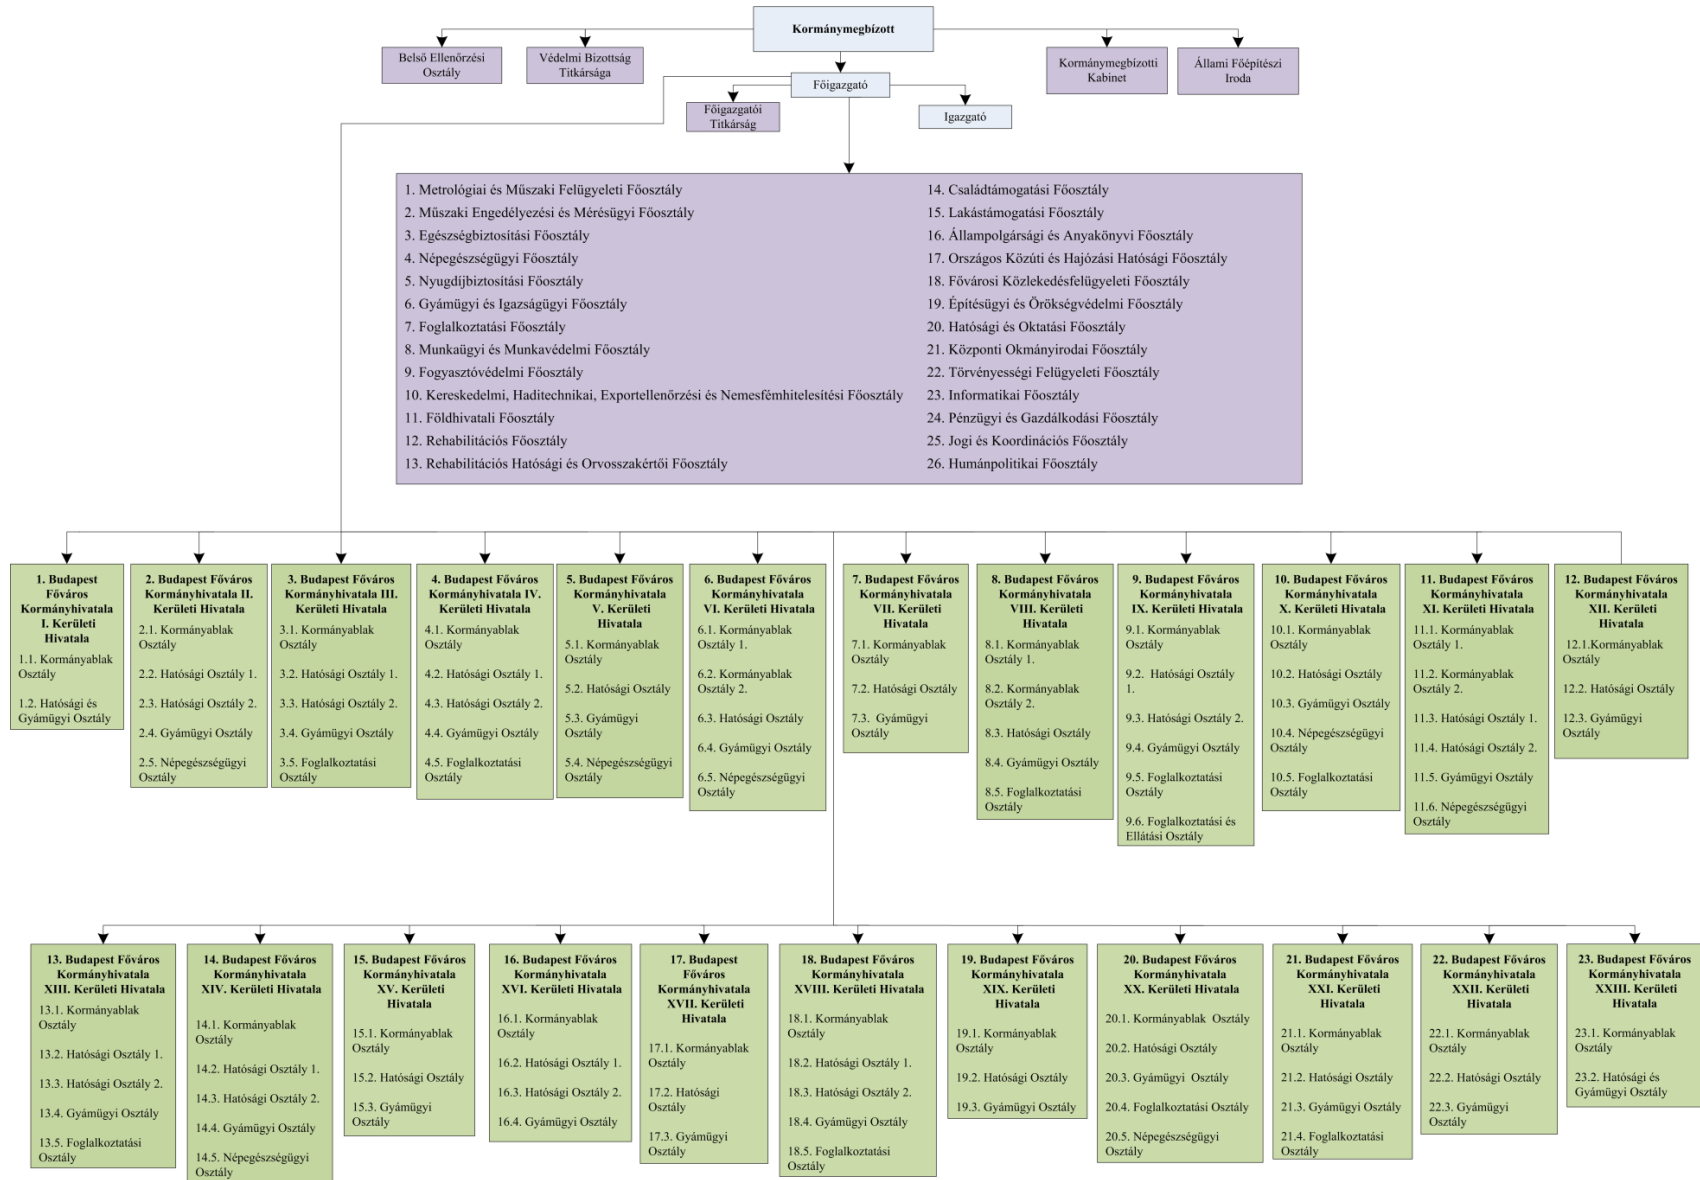 Kormánymegbízott
Belső Ellenőrzési
Osztály
Védelmi Bizottság
Titkársága
Kormánymegbízotti
Kabinet
Állami Főépítészi
Iroda
Főigazgató
Főigazgatói
Titkárság
Igazgató
1. Metrológiai és Műszaki Felügyeleti Főosztály
2. Műszaki Engedélyezési és Mérésügyi Főosztály
3. Egészségbiztosítási Főosztály
4. Népegészségügyi Főosztály
5. Nyugdíjbiztosítási Főosztály
6. Gyámügyi és Igazságügyi Főosztály
7. Foglalkoztatási Főosztály
8. Munkaügyi és Munkavédelmi Főosztály
9. Fogyasztóvédelmi Főosztály
10. Kereskedelmi, Haditechnikai, Exportellenőrzési és Nemesfémhitelesítési Főosztály
11. Földhivatali Főosztály
12. Rehabilitációs Főosztály
13. Rehabilitációs Hatósági és Orvosszakértői Főosztály
14. Családtámogatási Főosztály
15. Lakástámogatási Főosztály
16. Állampolgársági és Anyakönyvi Főosztály
17. Országos Közúti és Hajózási Hatósági Főosztály
18. Fővárosi Közlekedésfelügyeleti Főosztály
19. Építésügyi és Örökségvédelmi Főosztály
20. Hatósági és Oktatási Főosztály
21. Központi Okmányirodai Főosztály
22. Törvényességi Felügyeleti Főosztály
23. Informatikai Főosztály
24. Pénzügyi és Gazdálkodási Főosztály
25. Jogi és Koordinációs Főosztály
26. Humánpolitikai Főosztály
1. Budapest
Főváros
Kormányhivatala
I. Kerületi
Hivatala
1.1. Kormányablak
Osztály
1.2. Hatósági és
Gyámügyi Osztály
2. Budapest Főváros
Kormányhivatala II.
Kerületi Hivatala
2.1. Kormányablak
Osztály
2.2. Hatósági Osztály 1.
2.3. Hatósági Osztály 2.
2.4. Gyámügyi Osztály
2.5. Népegészségügyi
Osztály
3. Budapest Főváros
Kormányhivatala III.
Kerületi Hivatala
3.1. Kormányablak
Osztály
3.2. Hatósági Osztály 1.
3.3. Hatósági Osztály 2.
3.4. Gyámügyi Osztály
3.5. Foglalkoztatási
Osztály
4. Budapest Főváros
Kormányhivatala IV.
Kerületi Hivatala
4.1. Kormányablak
Osztály
4.2. Hatósági Osztály 1.
4.3. Hatósági Osztály 2.
4.4. Gyámügyi Osztály
4.5. Foglalkoztatási
Osztály
5. Budapest Főváros
Kormányhivatala
V. Kerületi
Hivatala
5.1. Kormányablak
Osztály
5.2. Hatósági Osztály
5.3. Gyámügyi
Osztály
5.4. Népegészségügyi
Osztály
6. Budapest Főváros
Kormányhivatala
VI. Kerületi Hivatala
6.1. Kormányablak
Osztály 1.
6.2. Kormányablak
Osztály 2.
6.3. Hatósági Osztály
6.4. Gyámügyi Osztály
6.5. Népegészségügyi
Osztály
7. Budapest Főváros
Kormányhivatala
VII. Kerületi
Hivatala
7.1. Kormányablak
Osztály
7.2. Hatósági Osztály
7.3. Gyámügyi
Osztály
8. Budapest Főváros
Kormányhivatala
VIII. Kerületi
Hivatala
8.1. Kormányablak
Osztály 1.
8.2. Kormányablak
Osztály 2.
8.3. Hatósági Osztály
8.4. Gyámügyi Osztály
8.5. Foglalkoztatási
Osztály
9. Budapest Főváros
Kormányhivatala
IX. Kerületi Hivatala
9.1. Kormányablak
Osztály
9.2. Hatósági Osztály
1.
9.3. Hatósági Osztály 2.
9.4. Gyámügyi Osztály
9.5. Foglalkoztatási
Osztály
9.6. Foglalkoztatási és
Ellátási Osztály
10. Budapest Főváros
Kormányhivatala
X. Kerületi Hivatala
10.1. Kormányablak
Osztály
10.2. Hatósági Osztály
10.3. Gyámügyi Osztály
10.4. Népegészségügyi
Osztály
10.5. Foglalkoztatási
Osztály
11. Budapest Főváros
Kormányhivatala
XI. Kerületi Hivatala
11.1. Kormányablak
Osztály 1.
11.2. Kormányablak
Osztály 2.
11.3. Hatósági Osztály 1.
11.4. Hatósági Osztály 2.
11.5. Gyámügyi Osztály
11.6. Népegészségügyi
Osztály
12. Budapest Főváros
Kormányhivatala
XII. Kerületi
Hivatala
12.1.Kormányablak
Osztály
12.2. Hatósági Osztály
12.3. Gyámügyi
Osztály
13. Budapest Főváros
Kormányhivatala
XIII. Kerületi Hivatala
13.1. Kormányablak
Osztály
13.2. Hatósági Osztály 1.
13.3. Hatósági Osztály 2.
13.4. Gyámügyi Osztály
13.5. Foglalkoztatási
Osztály
14. Budapest Főváros
Kormányhivatala
XIV. Kerületi Hivatala
14.1. Kormányablak
Osztály
14.2. Hatósági Osztály 1.
14.3. Hatósági Osztály 2.
14.4. Gyámügyi Osztály
14.5. Népegészségügyi
Osztály
15. Budapest Főváros
Kormányhivatala
XV. Kerületi
Hivatala
15.1. Kormányablak
Osztály
15.2. Hatósági Osztály
15.3. Gyámügyi
Osztály
16. Budapest Főváros
Kormányhivatala
XVI. Kerületi
Hivatala
16.1. Kormányablak
Osztály
16.2. Hatósági Osztály 1.
16.3. Hatósági Osztály 2.
16.4. Gyámügyi Osztály
17. Budapest
Főváros
Kormányhivatala
XVII. Kerületi
Hivatala
17.1. Kormányablak
Osztály
17.2. Hatósági
Osztály
17.3. Gyámügyi
Osztály
18. Budapest Főváros
Kormányhivatala
XVIII. Kerületi
Hivatala
18.1. Kormányablak
Osztály
18.2. Hatósági Osztály 1.
18.3. Hatósági Osztály 2.
18.4. Gyámügyi Osztály
18.5. Foglalkoztatási
Osztály
19. Budapest Főváros
Kormányhivatala
XIX. Kerületi
Hivatala
19.1. Kormányablak
Osztály
19.2. Hatósági Osztály
19.3. Gyámügyi Osztály
20. Budapest Főváros
Kormányhivatala
XX. Kerületi Hivatala
20.1. Kormányablak Osztály
20.2. Hatósági Osztály
20.3. Gyámügyi Osztály
20.4. Foglalkoztatási Osztály
20.5. Népegészségügyi
Osztály
21. Budapest Főváros
Kormányhivatala
XXI. Kerületi
Hivatala
21.1. Kormányablak
Osztály
21.2. Hatósági Osztály
21.3. Gyámügyi Osztály
21.4. Foglalkoztatási
Osztály
22. Budapest Főváros
Kormányhivatala
XXII. Kerületi
Hivatala
22.1. Kormányablak
Osztály
22.2. Hatósági Osztály
22.3. Gyámügyi
Osztály
23. Budapest Főváros
Kormányhivatala
XXIII. Kerületi
Hivatala
23.1. Kormányablak
Osztály
23.2. Hatósági és
Gyámügyi Osztály